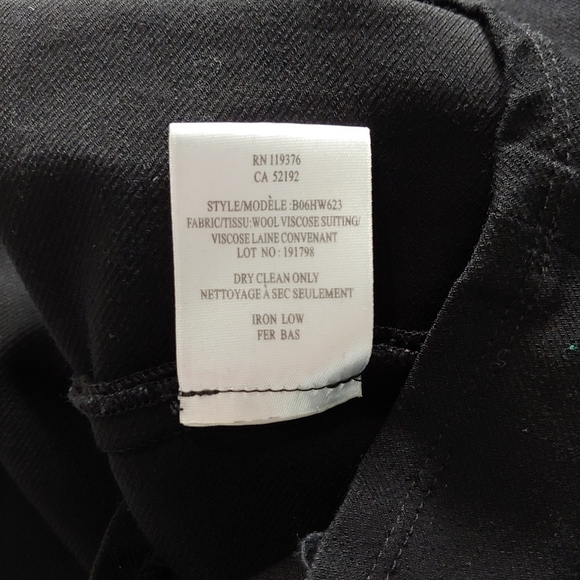 RN 119376
CA 52192
STYLE/MODÈLE :B06HW623
FABRIC/TISSU:WOOL VISCOSE SUITING/
VISCOSE LAINE CONVENANT
LOT NO : 191798
DRY CLEAN ONLY
NETTOYAGE À SEC SEULEMENT
IRON LOW
FER BAS